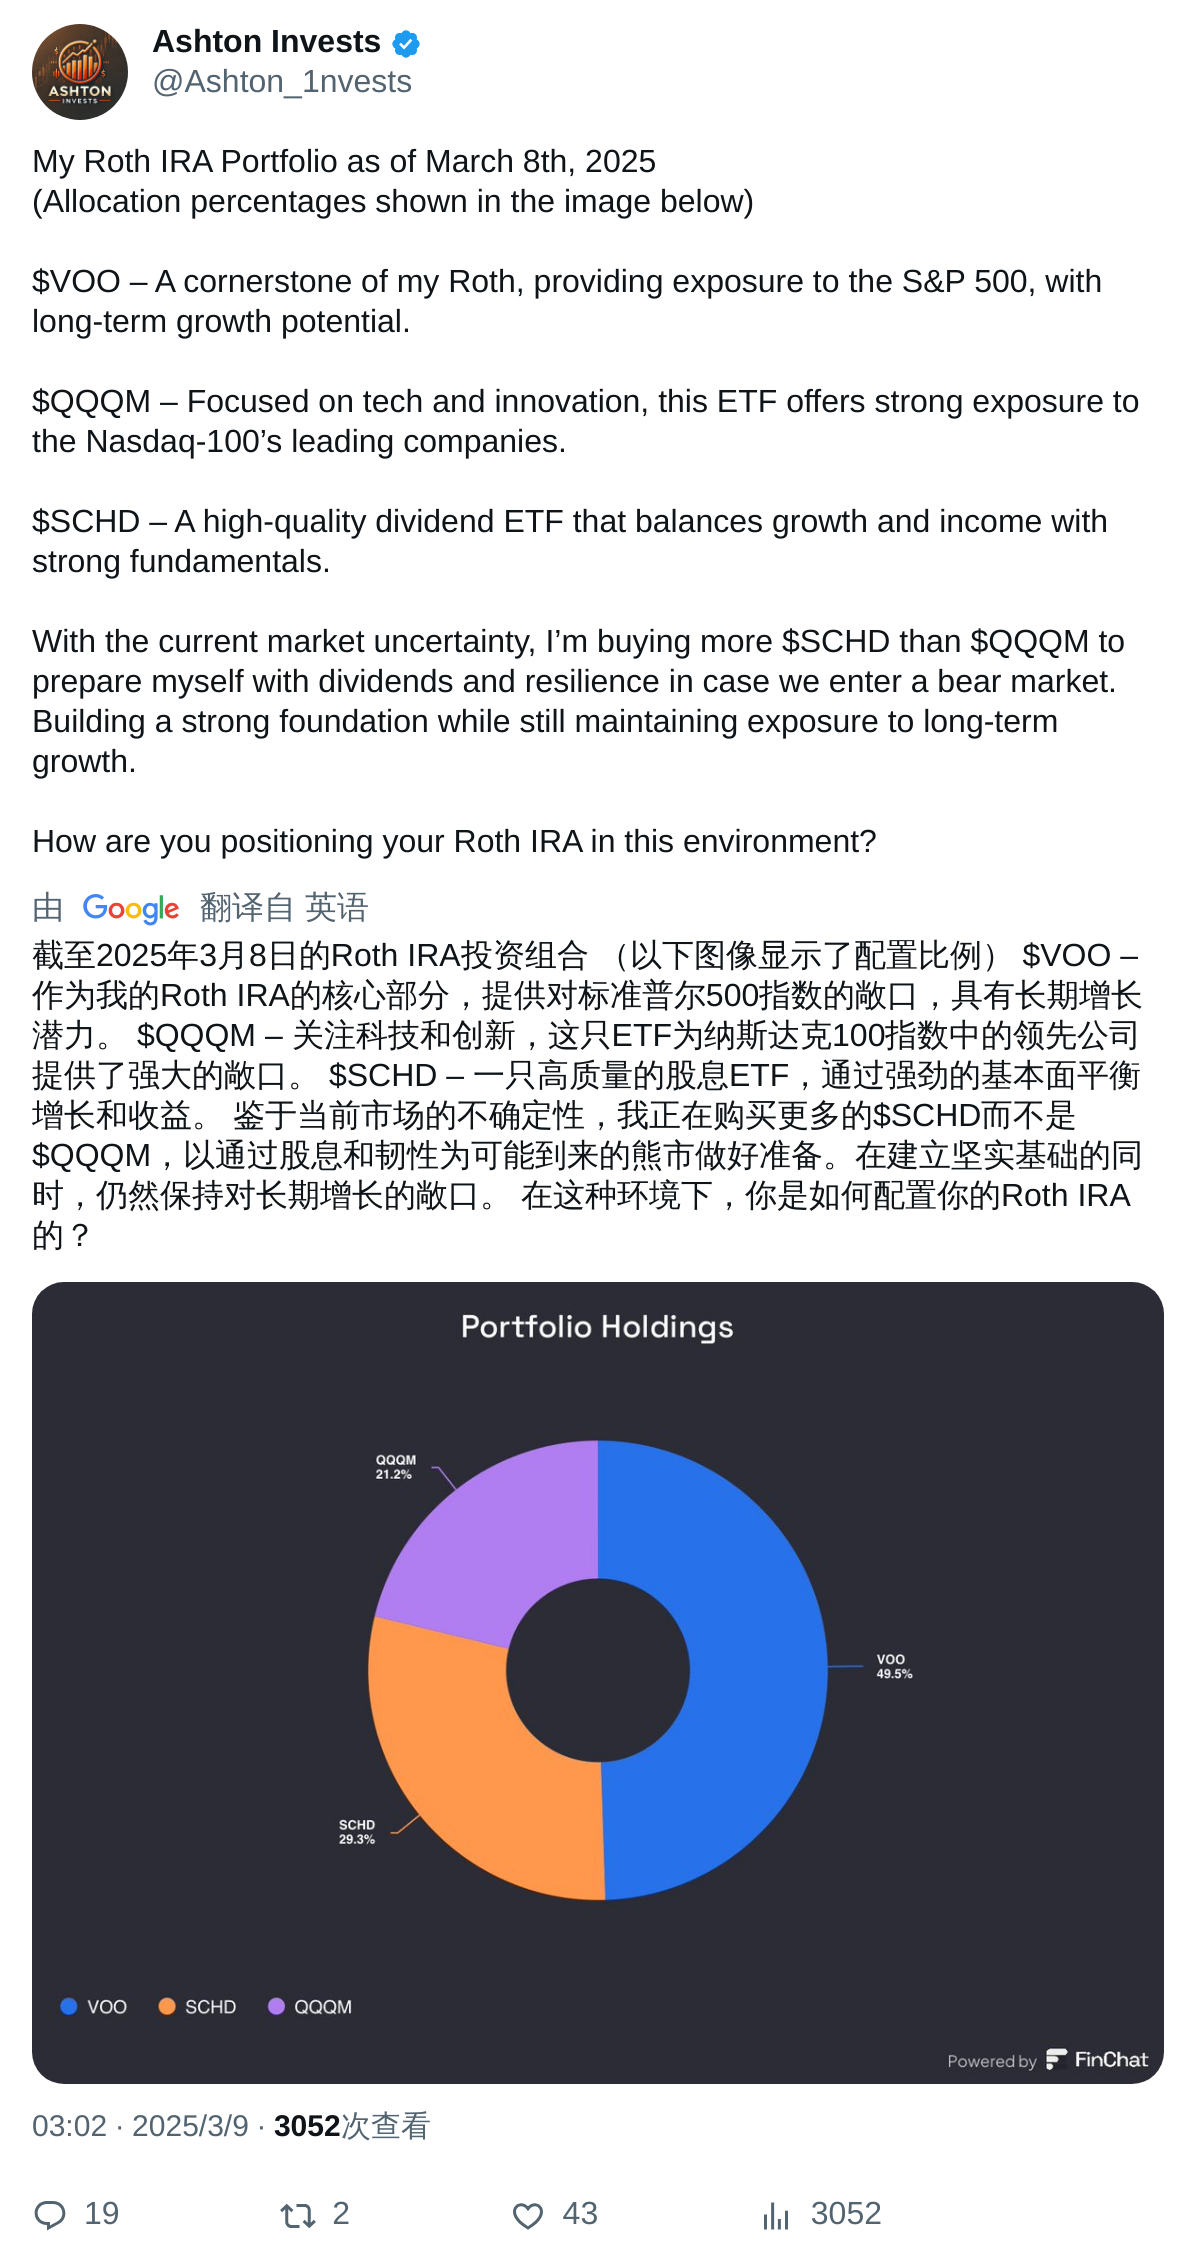 Ashton Invests
@Ashton_1nvests
ASHTON
INVESTS
My Roth IRA Portfolio as of March 8th, 2025
(Allocation percentages shown in the image below)
$VOO – A cornerstone of my Roth, providing exposure to the S&P 500, with
long-term growth potential.
$QQQM – Focused on tech and innovation, this ETF offers strong exposure to
the Nasdaq-100’s leading companies.
$SCHD – A high-quality dividend ETF that balances growth and income with
strong fundamentals.
With the current market uncertainty, I’m buying more $SCHD than $QQQM to
prepare myself with dividends and resilience in case we enter a bear market.
Building a strong foundation while still maintaining exposure to long-term
growth.
How are you positioning your Roth IRA in this environment?
由 Google 翻译自 英语
截至2025年3月8日的Roth IRA投资组合 （以下图像显示了配置比例） $VOO –
作为我的Roth IRA的核心部分，提供对标准普尔500指数的敞口，具有长期增长
潜力。 $QQQM – 关注科技和创新，这只ETF为纳斯达克100指数中的领先公司
提供了强大的敞口。 $SCHD – 一只高质量的股息ETF，通过强劲的基本面平衡
增长和收益。 鉴于当前市场的不确定性，我正在购买更多的$SCHD而不是
$QQQM，以通过股息和韧性为可能到来的熊市做好准备。在建立坚实基础的同
时，仍然保持对长期增长的敞口。 在这种环境下，你是如何配置你的Roth IRA
的？
Portfolio Holdings
QQQM
21.2%
VOO
49.5%
SCHD
29.3%
VOO SCHD QQQM
Powered by FinChat
03:02 · 2025/3/9 · 3052次查看
19 2 43 3052